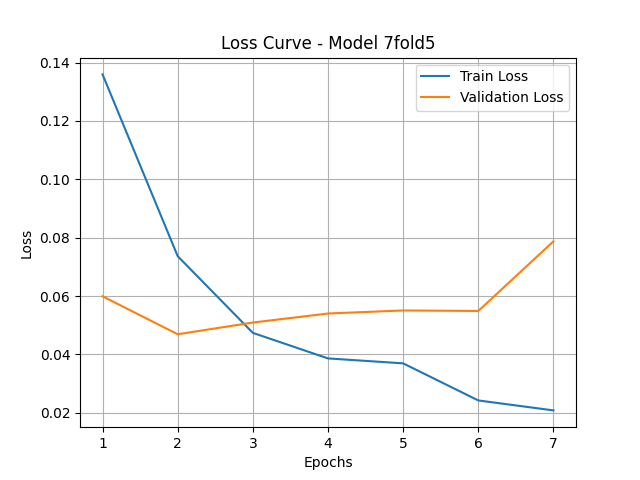 Loss Curve - Model 7fold5
Train Loss
Validation Loss
0.14
0.12
0.10
0.08
0.06
0.04
0.02
Loss
1 2 3 4 5 6 7
Epochs